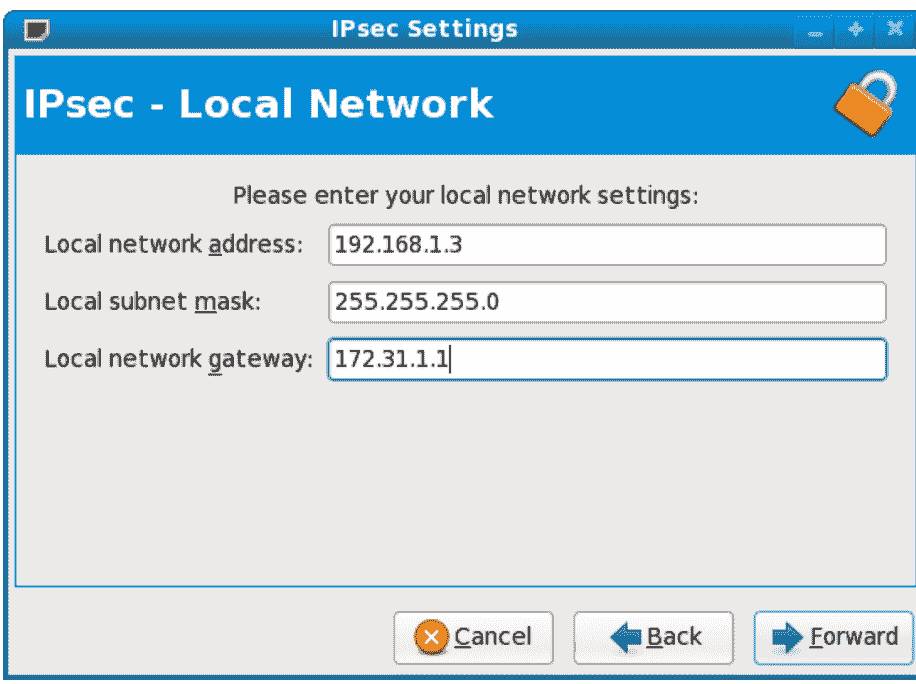 IPsec Settings
IPsec - Local Network
Please enter your local network settings:
Local network address: 192.168.1.3
Local subnet mask: 255.255.255.0
Local network gateway: 172.31.1.1
Cancel Back Forward